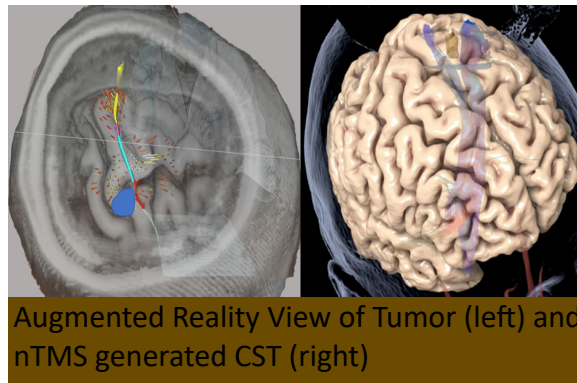 Augmented Reality View of Tumor (left) and
nTMS generated CST (right)